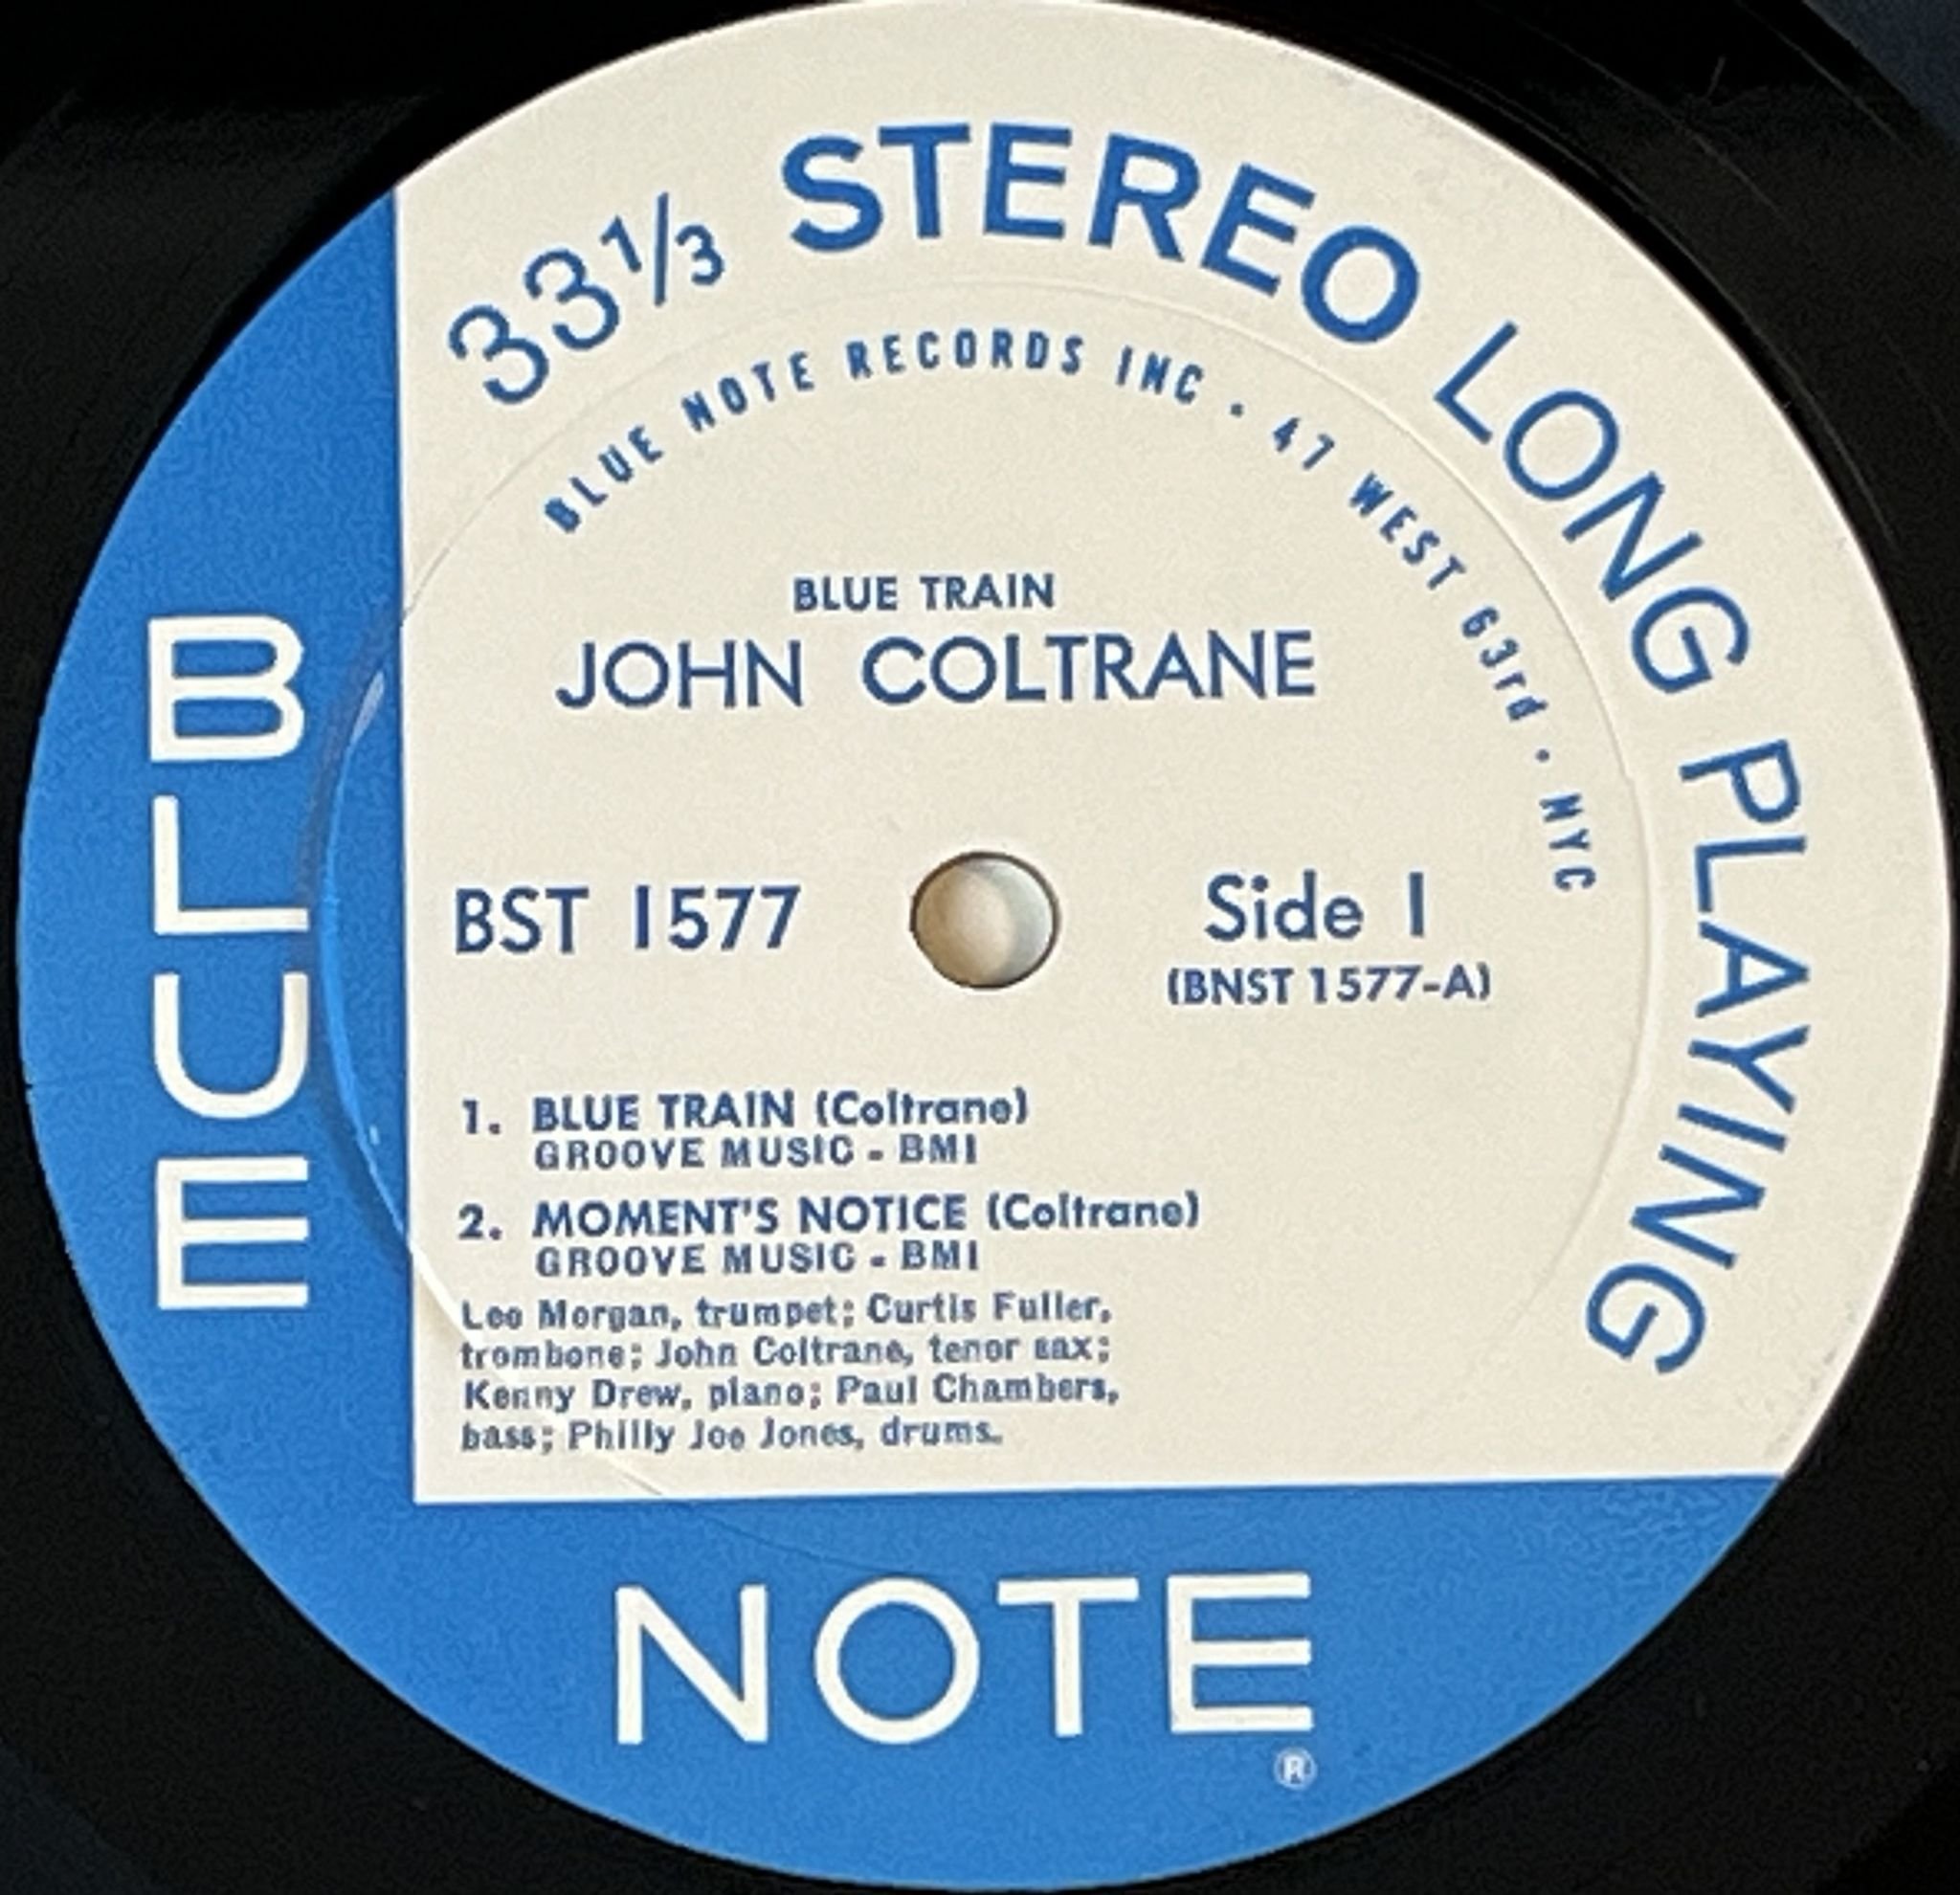 33⅓ STEREO LONG PLAYING
BLUE NOTE RECORDS INC · 47 WEST 63rd · NYC
BLUE TRAIN
JOHN COLTRANE
BST 1577
Side 1
(BNST 1577-A)
1. BLUE TRAIN (Coltrane)
GROOVE MUSIC - BMI
2. MOMENT'S NOTICE (Coltrane)
GROOVE MUSIC - BMI
Lee Morgan, trumpet; Curtis Fuller,
trombone; John Coltrane, tenor sax;
Kenny Drew, piano; Paul Chambers,
bass; Philly Joe Jones, drums.
BLUE
NOTE
®